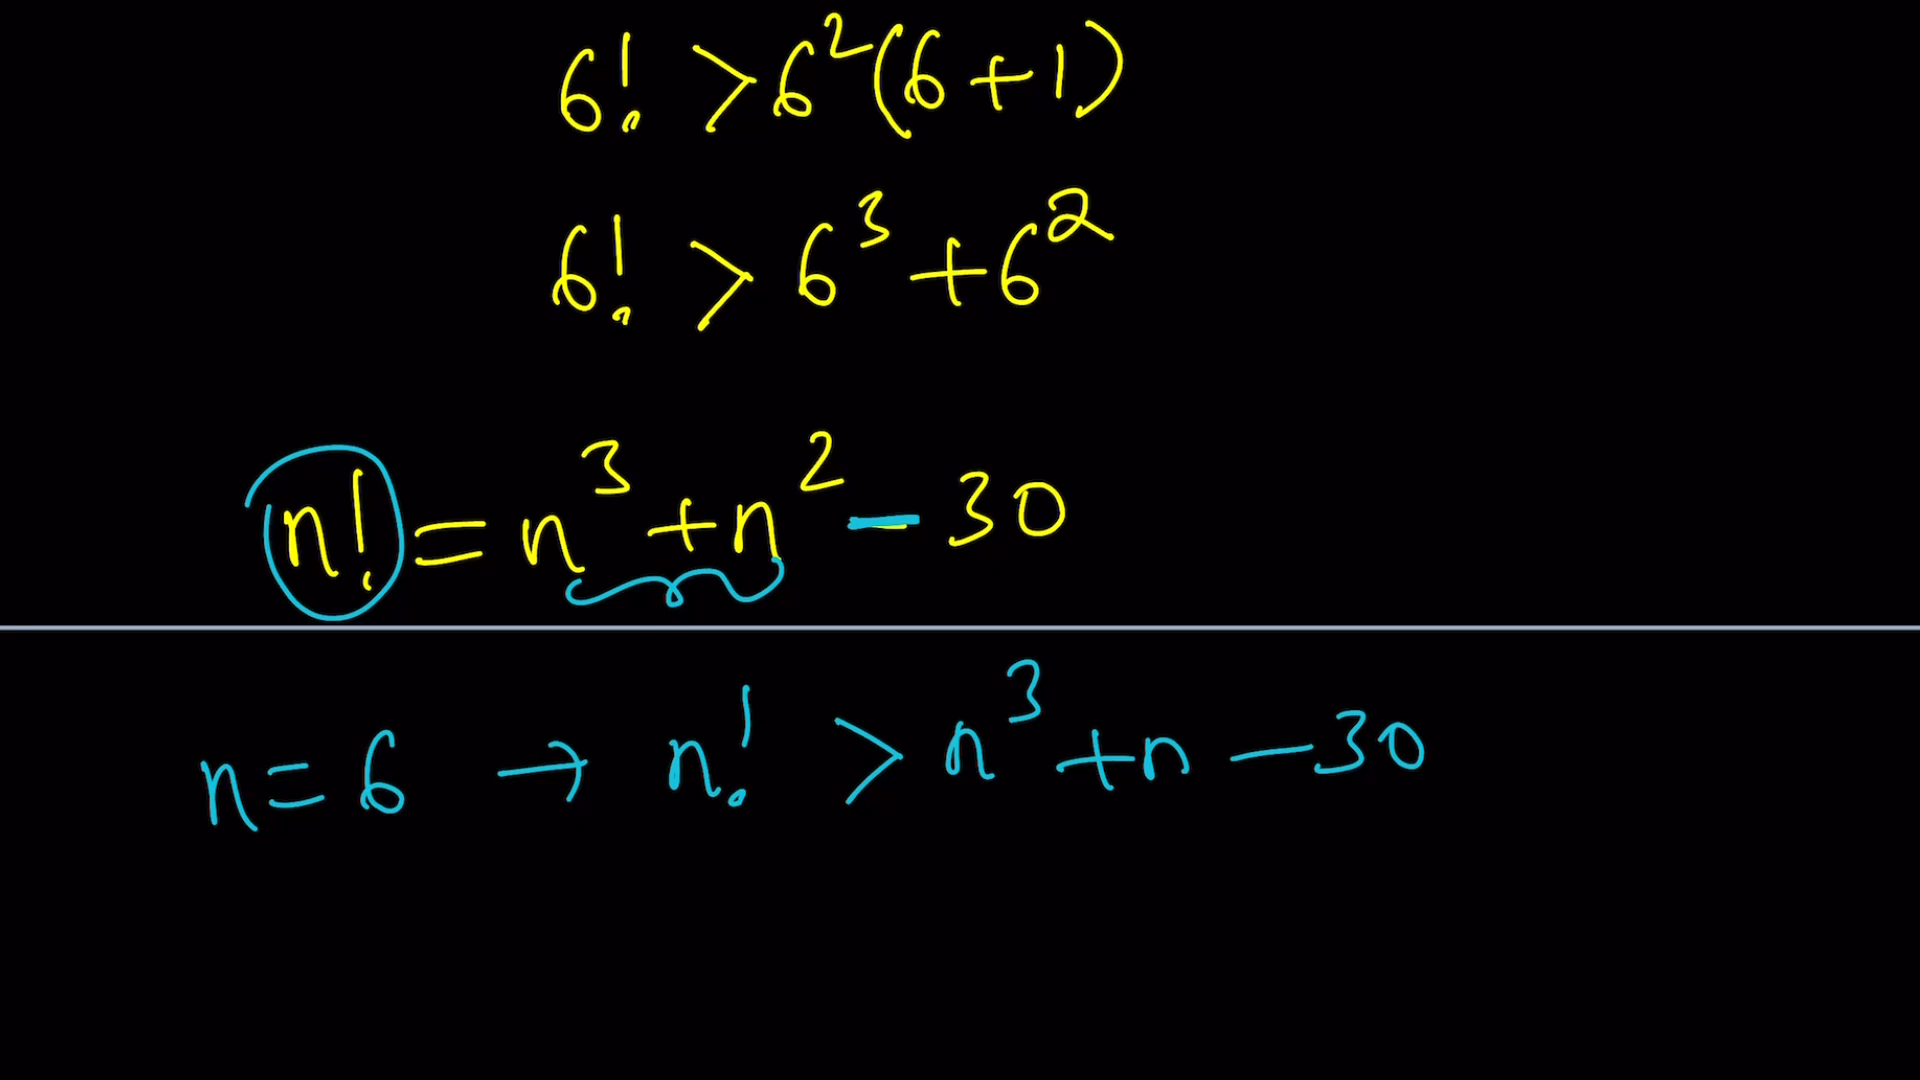 6! > 6²(6+1)
6! > 6³ + 6²
n! = n³ + n² − 30
n = 6 → n! > n³ + n − 30